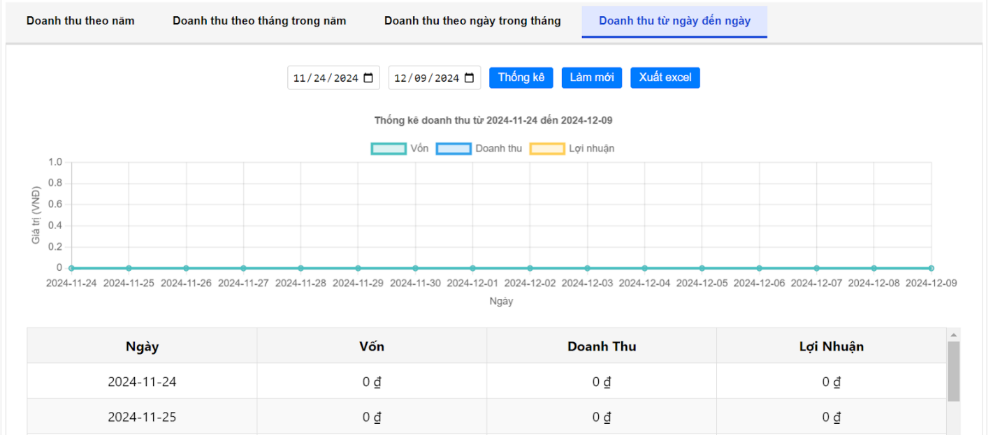 Doanh thu theo năm Doanh thu theo tháng trong năm Doanh thu theo ngày trong tháng Doanh thu từ ngày đến ngày
11/24/2024 12/09/2024 Thống kê Làm mới Xuất excel
Thống kê doanh thu từ 2024-11-24 đến 2024-12-09
Vốn Doanh thu Lợi nhuận
Giá trị (VNĐ)
1.0
0.8
0.6
0.4
0.2
0
2024-11-24 2024-11-25 2024-11-26 2024-11-27 2024-11-28 2024-11-29 2024-11-30 2024-12-01 2024-12-02 2024-12-03 2024-12-04 2024-12-05 2024-12-06 2024-12-07 2024-12-08 2024-12-09
Ngày
Ngày Vốn Doanh Thu Lợi Nhuận
2024-11-24 0 ₫ 0 ₫ 0 ₫
2024-11-25 0 ₫ 0 ₫ 0 ₫